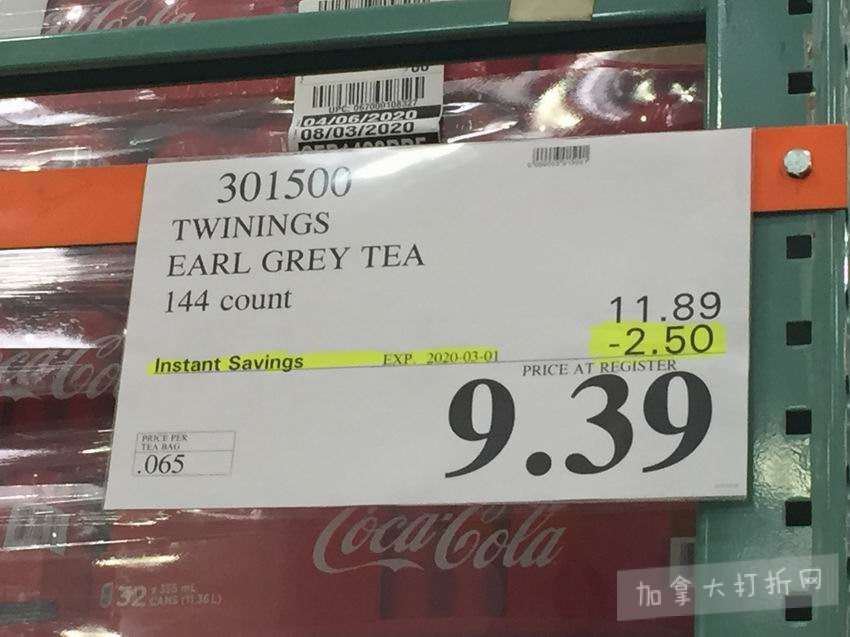 Coca-Cola
UPC
04/06/2020
08/03/2020
301500
TWININGS
EARL GREY TEA
144 count
11.89
-2.50
Instant Savings EXP. 2020-03-01
PRICE AT REGISTER
9.39
PRICE PER
TEA BAG
.065
Coca-Cola
32 x 355 mL
CANS (11.36 L)
加拿大打折网